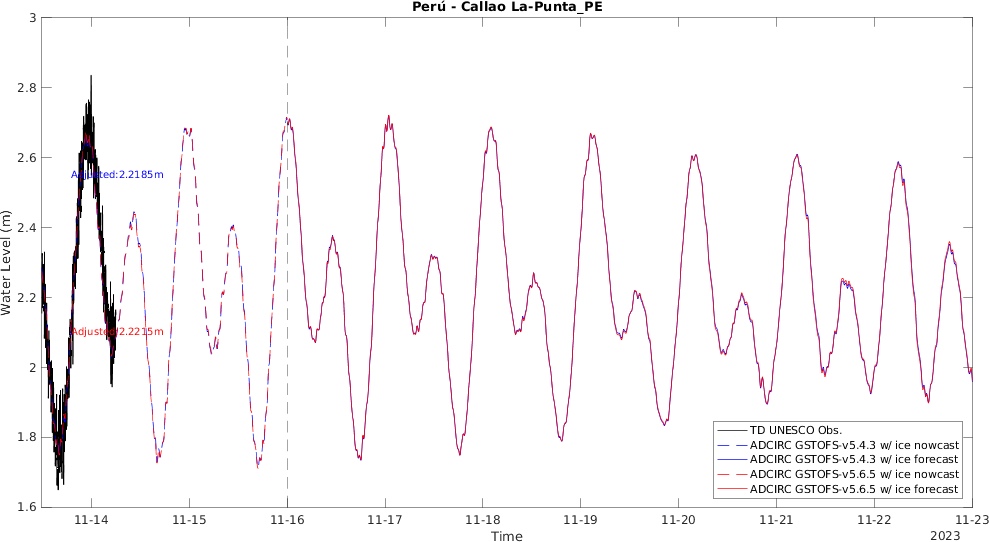 Perú - Callao La-Punta_PE
3
2.8
2.6
2.4
2.2
2
1.8
1.6
Water Level (m)
Adjusted:2.2185m
Adjusted:2.2215m
TD UNESCO Obs.
ADCIRC GSTOFS-v5.4.3 w/ ice nowcast
ADCIRC GSTOFS-v5.4.3 w/ ice forecast
ADCIRC GSTOFS-v5.6.5 w/ ice nowcast
ADCIRC GSTOFS-v5.6.5 w/ ice forecast
11-14 11-15 11-16 11-17 11-18 11-19 11-20 11-21 11-22 11-23
Time
2023